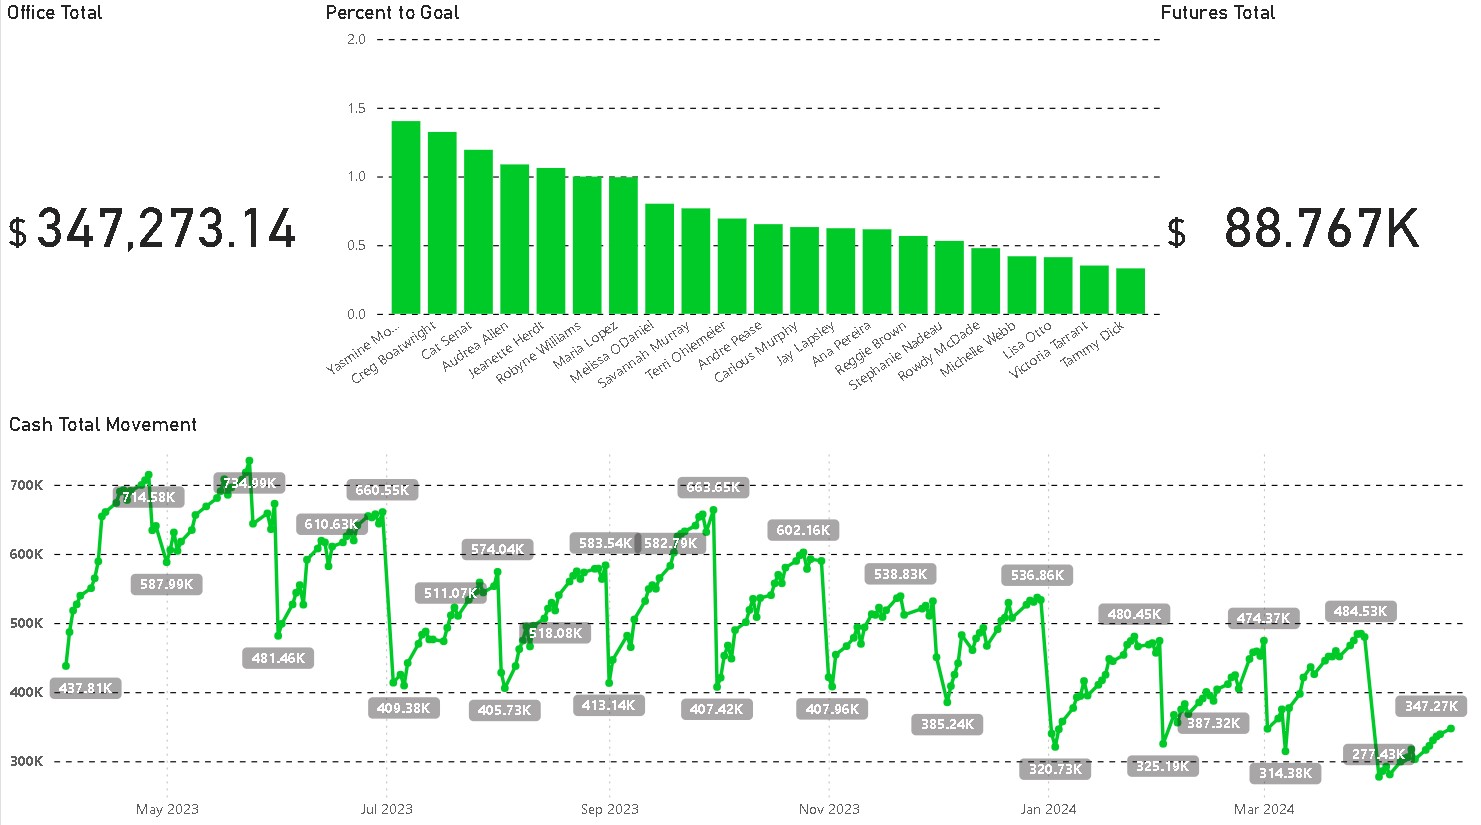 Office Total
Percent to Goal
Futures Total
2.0
1.5
1.0
0.5
0.0
$ 347,273.14
$ 88.767K
Yasmine Mo...
Creg Boatwright
Cat Senat
Audrea Allen
Jeanette Herdt
Robyne Williams
Maria Lopez
Melissa ODaniel
Savannah Murray
Terri Ohlemeier
Andre Pease
Carlous Murphy
Jay Lapsley
Ana Pereira
Reggie Brown
Stephanie Nadeau
Rowdy McDade
Michelle Webb
Lisa Otto
Victoria Tarrant
Tammy Dick
Cash Total Movement
700K
600K
500K
400K
300K
437.81K
714.58K
587.99K
734.99K
481.46K
610.63K
660.55K
409.38K
511.07K
574.04K
405.73K
518.08K
583.54K
413.14K
582.79K
663.65K
407.42K
602.16K
407.96K
538.83K
385.24K
536.86K
320.73K
480.45K
325.19K
387.32K
474.37K
314.38K
484.53K
277.43K
347.27K
May 2023
Jul 2023
Sep 2023
Nov 2023
Jan 2024
Mar 2024